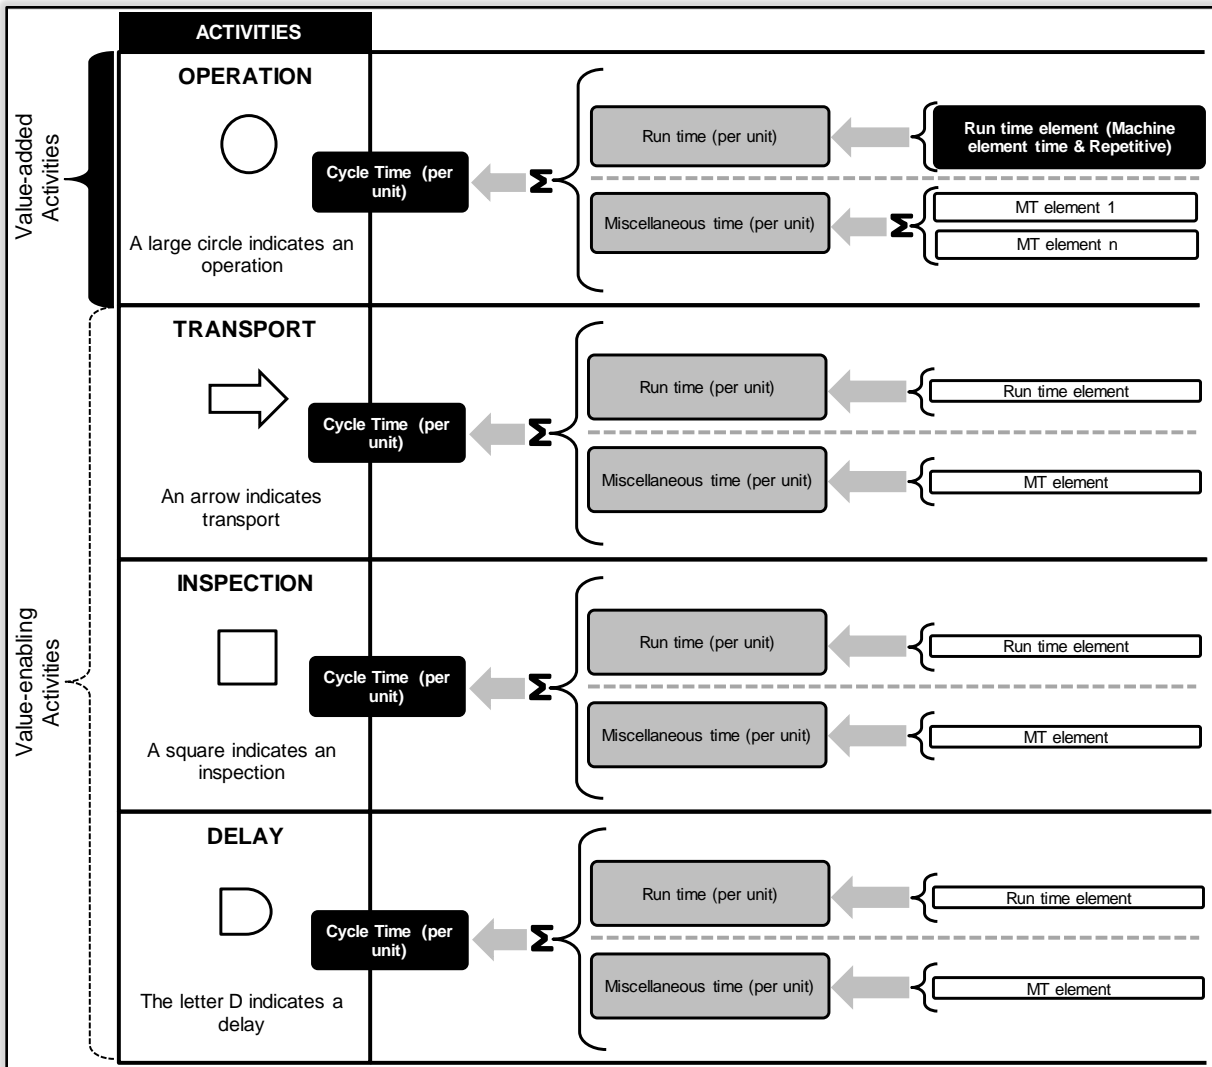 ACTIVITIES
Value-added
Activities
OPERATION
A large circle indicates an
operation
Cycle Time (per
unit)
Σ
Run time (per unit)
Run time element (Machine
element time & Repetitive)
Miscellaneous time (per unit)
Σ
MT element 1
MT element n
Value-enabling
Activities
TRANSPORT
An arrow indicates
transport
Cycle Time (per
unit)
Σ
Run time (per unit)
Run time element
Miscellaneous time (per unit)
MT element
INSPECTION
A square indicates an
inspection
Cycle Time (per
unit)
Σ
Run time (per unit)
Run time element
Miscellaneous time (per unit)
MT element
DELAY
The letter D indicates a
delay
Cycle Time (per
unit)
Σ
Run time (per unit)
Run time element
Miscellaneous time (per unit)
MT element